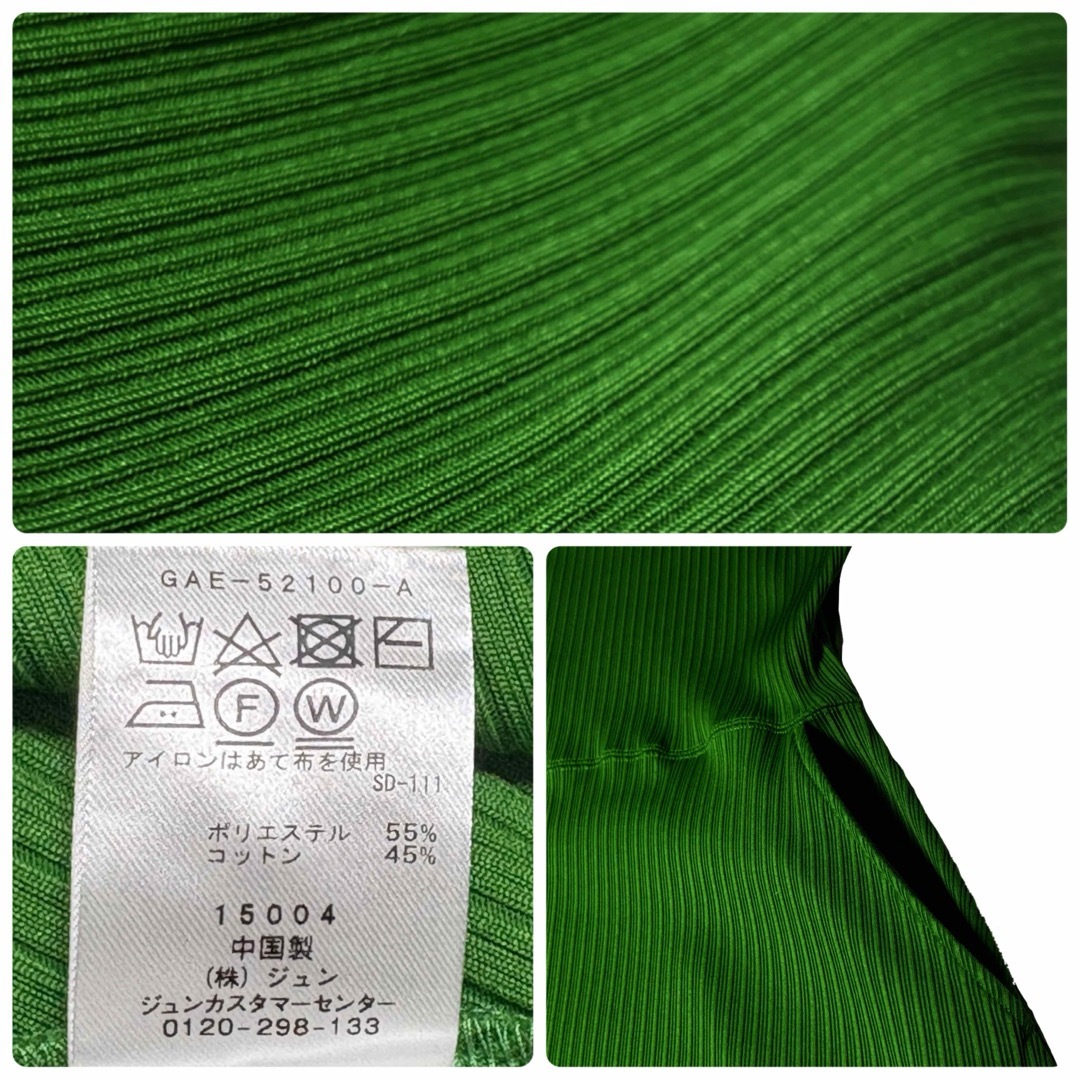 GAE-52100-A
F W
アイロンはあて布を使用
SD-111
ポリエステル 55%
コットン 45%
15004
中国製
(株) ジュン
ジュンカスタマーセンター
0120-298-133